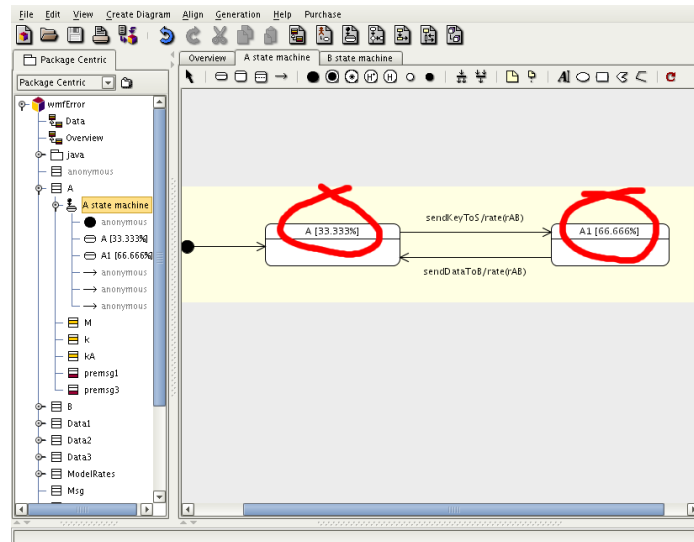 File Edit View Create Diagram Align Generation Help Purchase
Package Centric
Overview A state machine B state machine
Package Centric
wmfError
Data
Overview
java
anonymous
A
A state machine
anonymous
A [33.333%]
A1 [66.666%]
anonymous
anonymous
anonymous
M
k
kA
premsg1
premsg3
B
Data1
Data2
Data3
ModelRates
Msg
H* H A C
sendKeyToS/rate(rAB)
A [33.333%]
A1 [66.666%]
sendDataToB/rate(rAB)